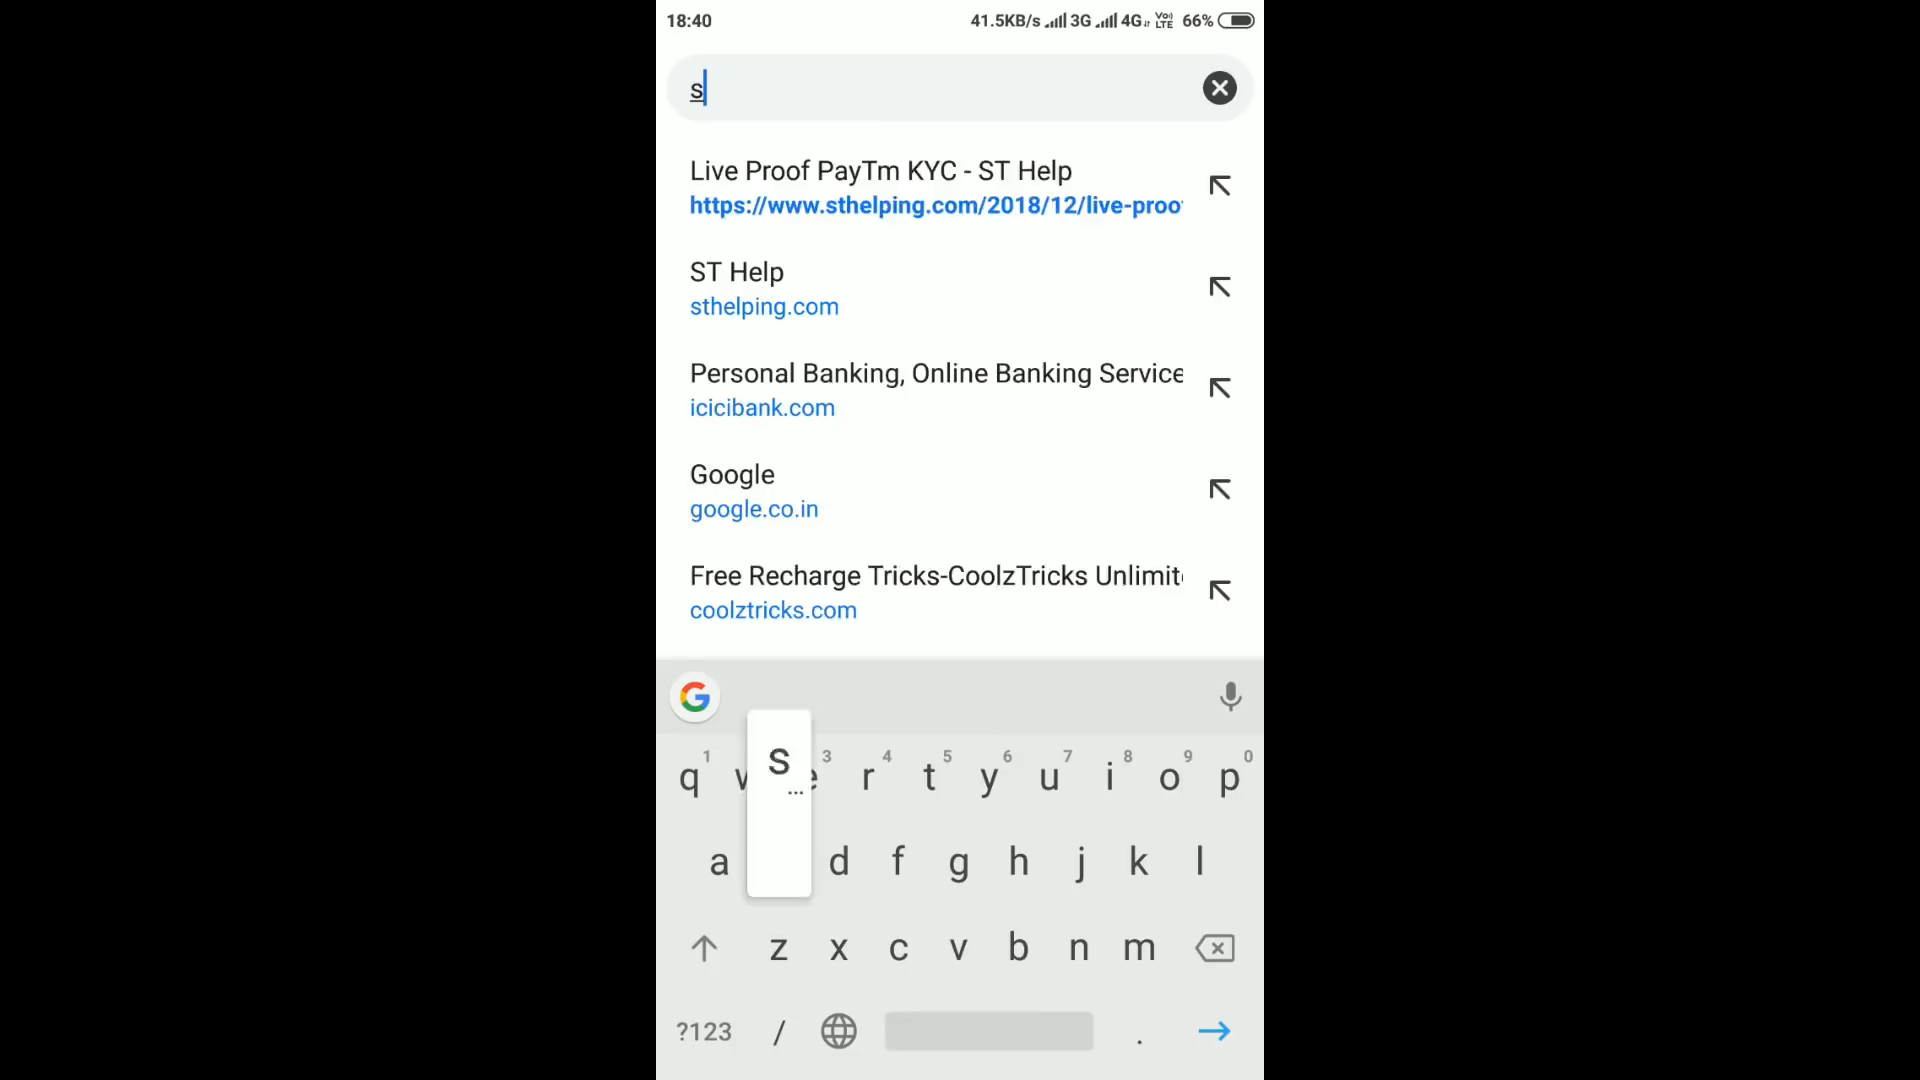 18:40 41.5KB/s 3G 4G Vo) LTE 66%
s
Live Proof PayTm KYC - ST Help
https://www.sthelping.com/2018/12/live-proo
ST Help
sthelping.com
Personal Banking, Online Banking Service
icicibank.com
Google
google.co.in
Free Recharge Tricks-CoolzTricks Unlimit
coolztricks.com
G
s
...
1 3 4 5 6 7 8 9 0
q w e r t y u i o p
a d f g h j k l
z x c v b n m
?123 / .